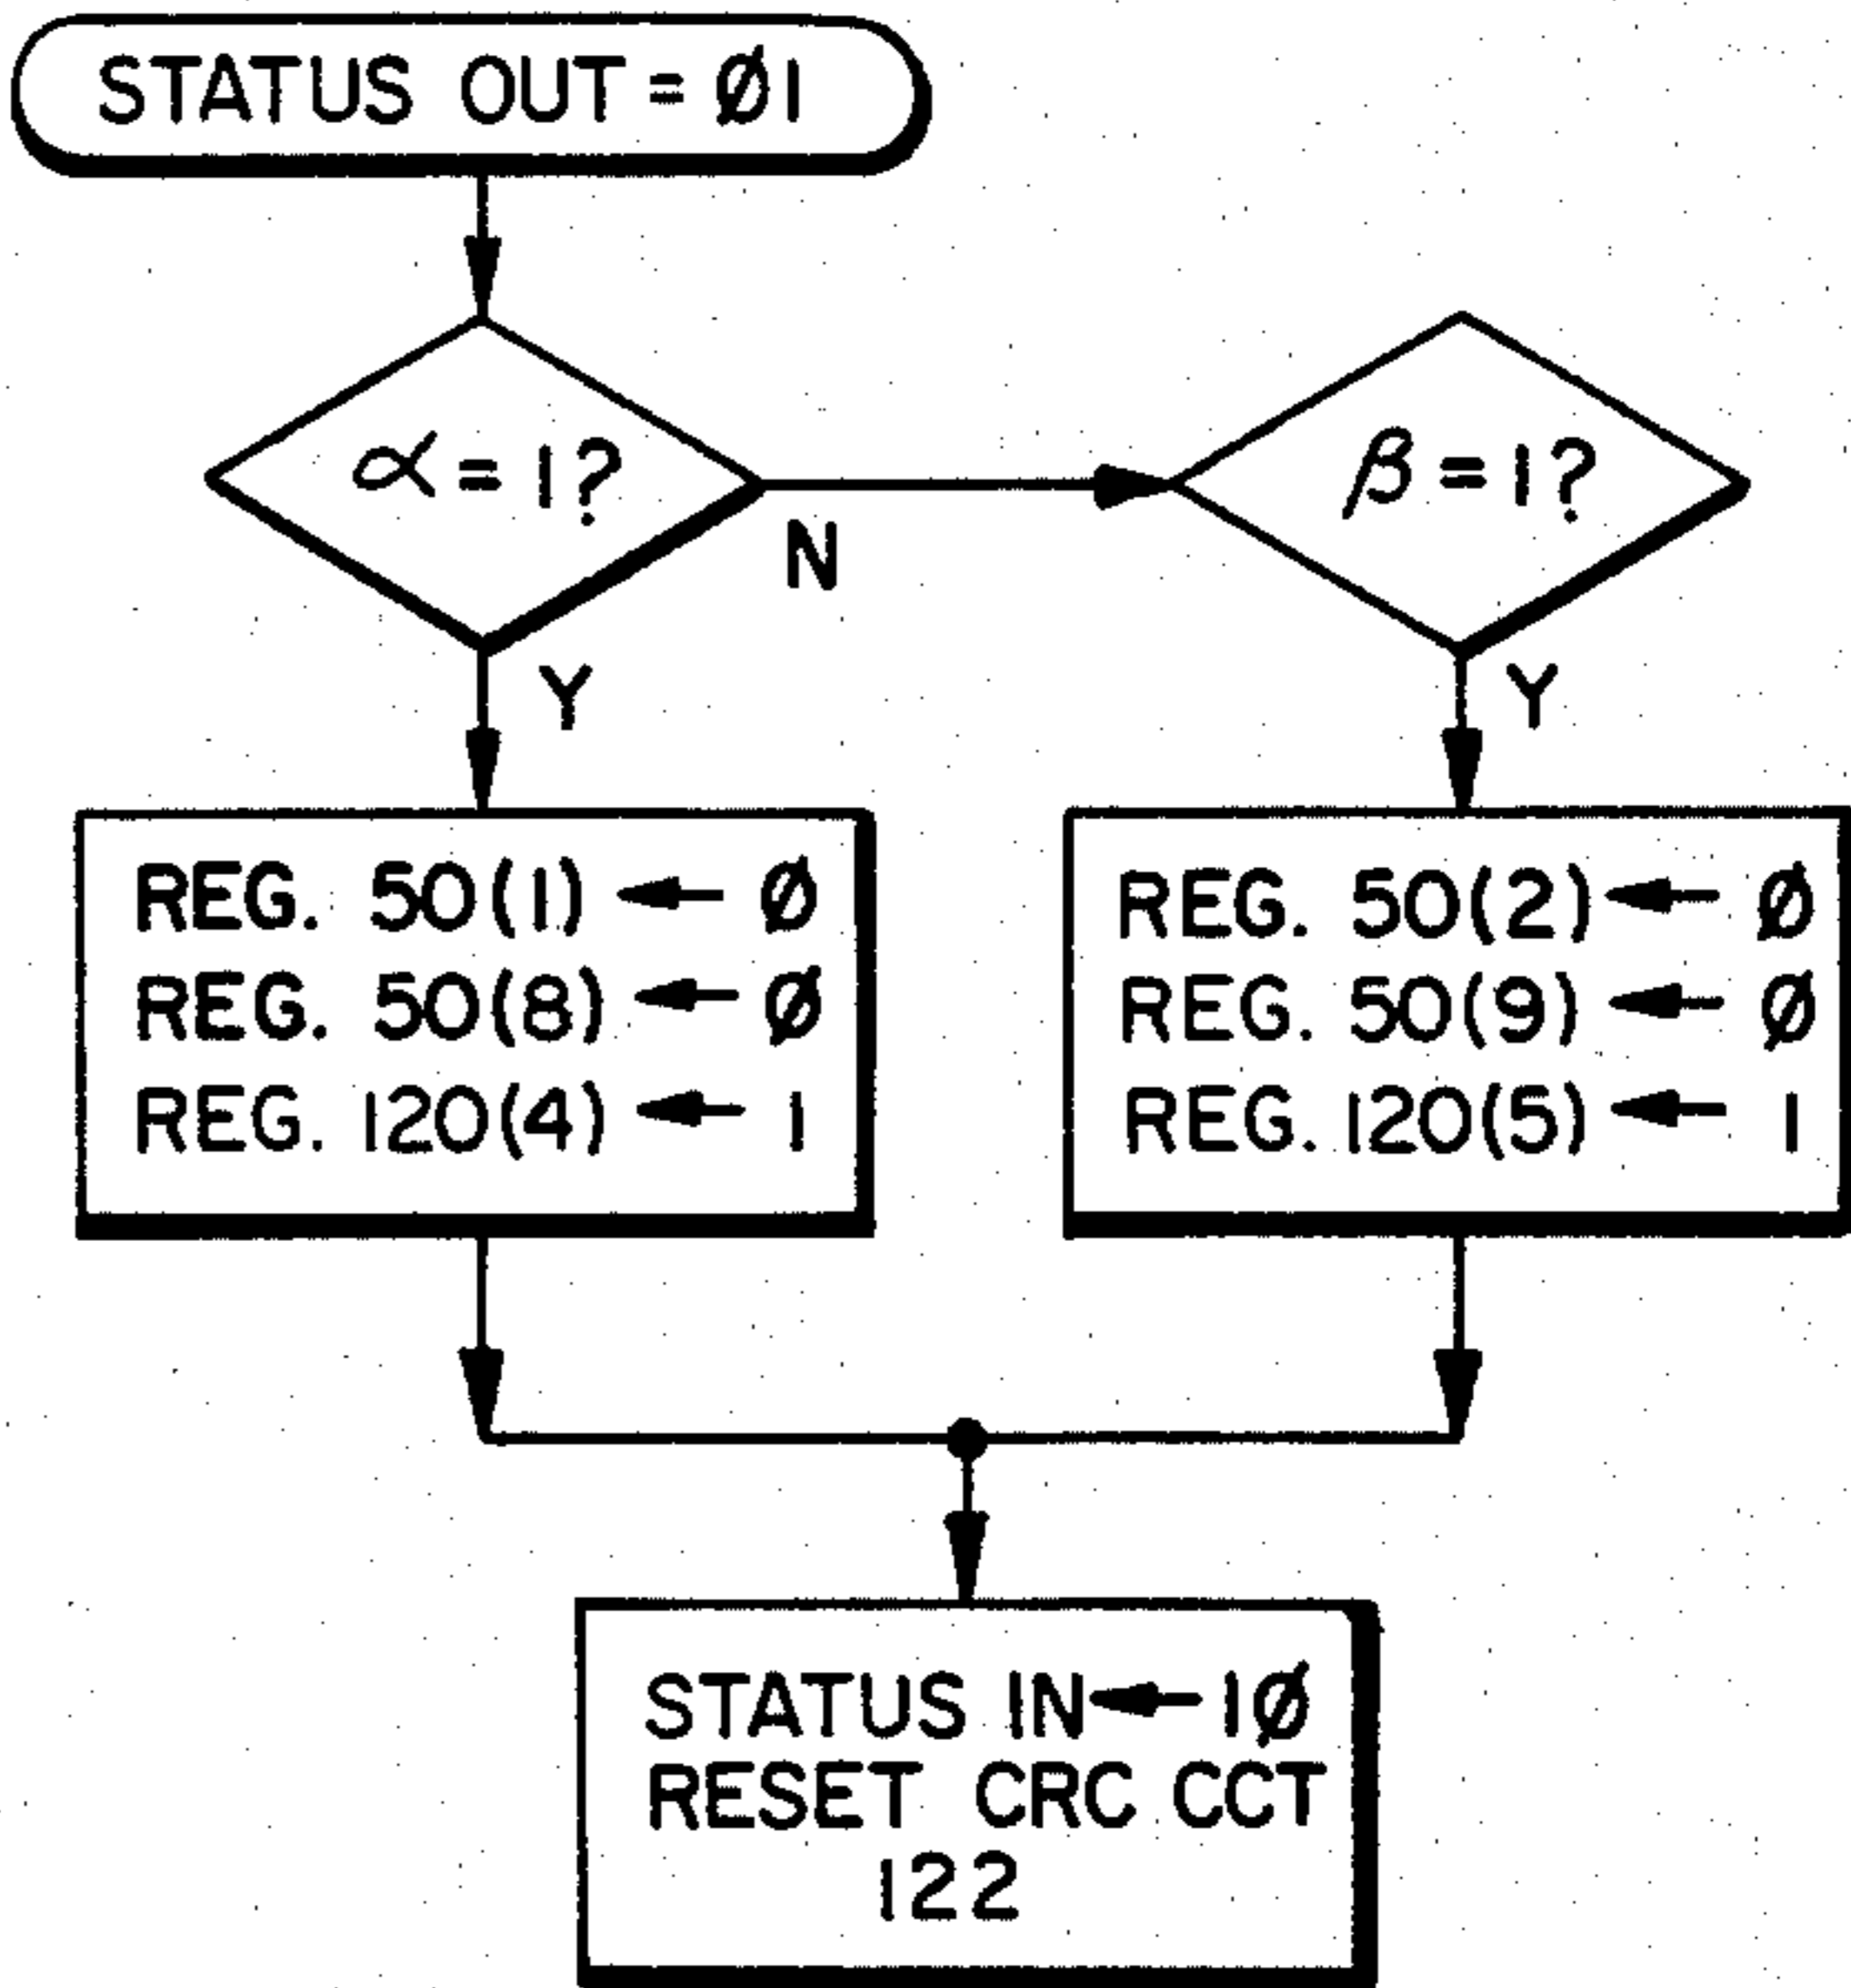 STATUS OUT = Ø1
α = 1?
N
Y
β = 1?
Y
REG. 50(1) ← Ø
REG. 50(8) ← Ø
REG. 120(4) ← 1
REG. 50(2) ← Ø
REG. 50(9) ← Ø
REG. 120(5) ← 1
STATUS IN ← 1Ø
RESET CRC CCT
122